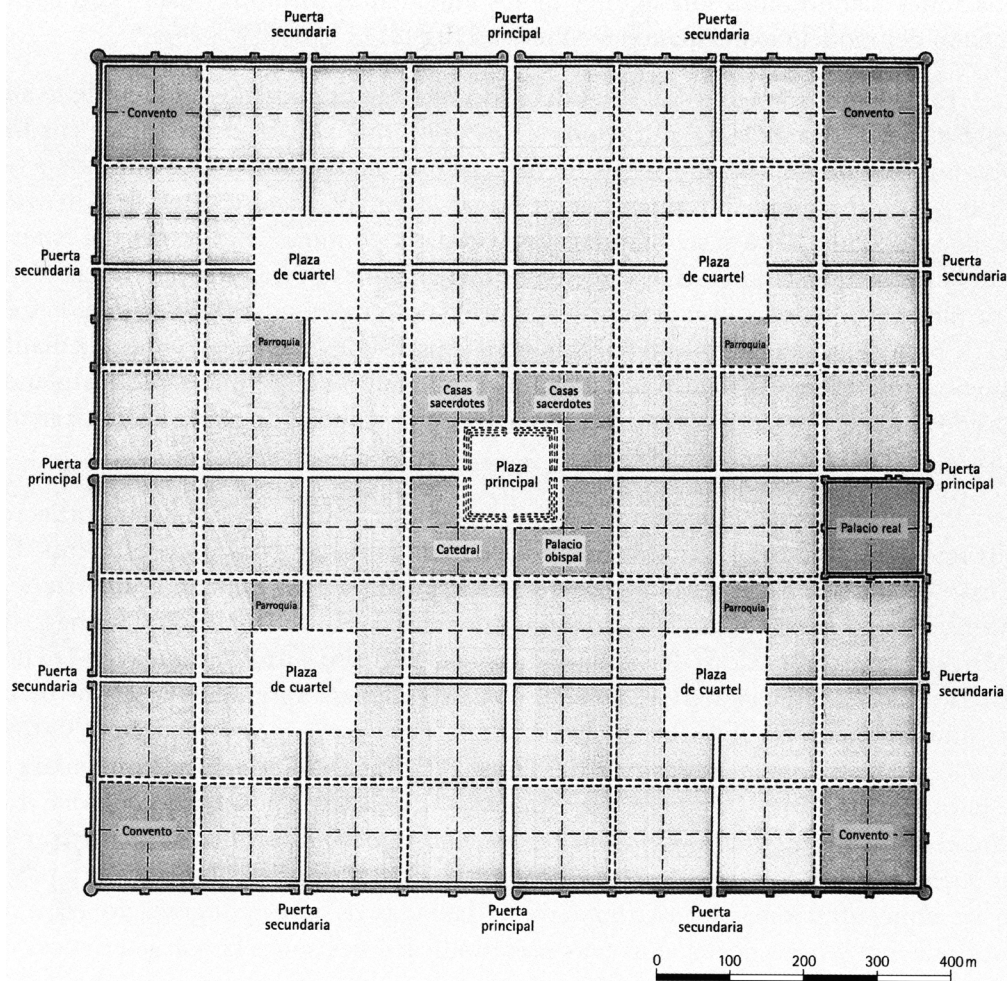 Puerta
secundaria
Puerta
principal
Puerta
secundaria
Convento
Convento
Puerta
secundaria
Plaza
de cuartel
Plaza
de cuartel
Puerta
secundaria
Parroquia
Parroquia
Casas
sacerdotes
Casas
sacerdotes
Puerta
principal
Plaza
principal
Puerta
principal
Catedral
Palacio
obispal
Palacio real
Parroquia
Parroquia
Puerta
secundaria
Plaza
de cuartel
Plaza
de cuartel
Puerta
secundaria
Convento
Convento
Puerta
secundaria
Puerta
principal
Puerta
secundaria
0 100 200 300 400 m